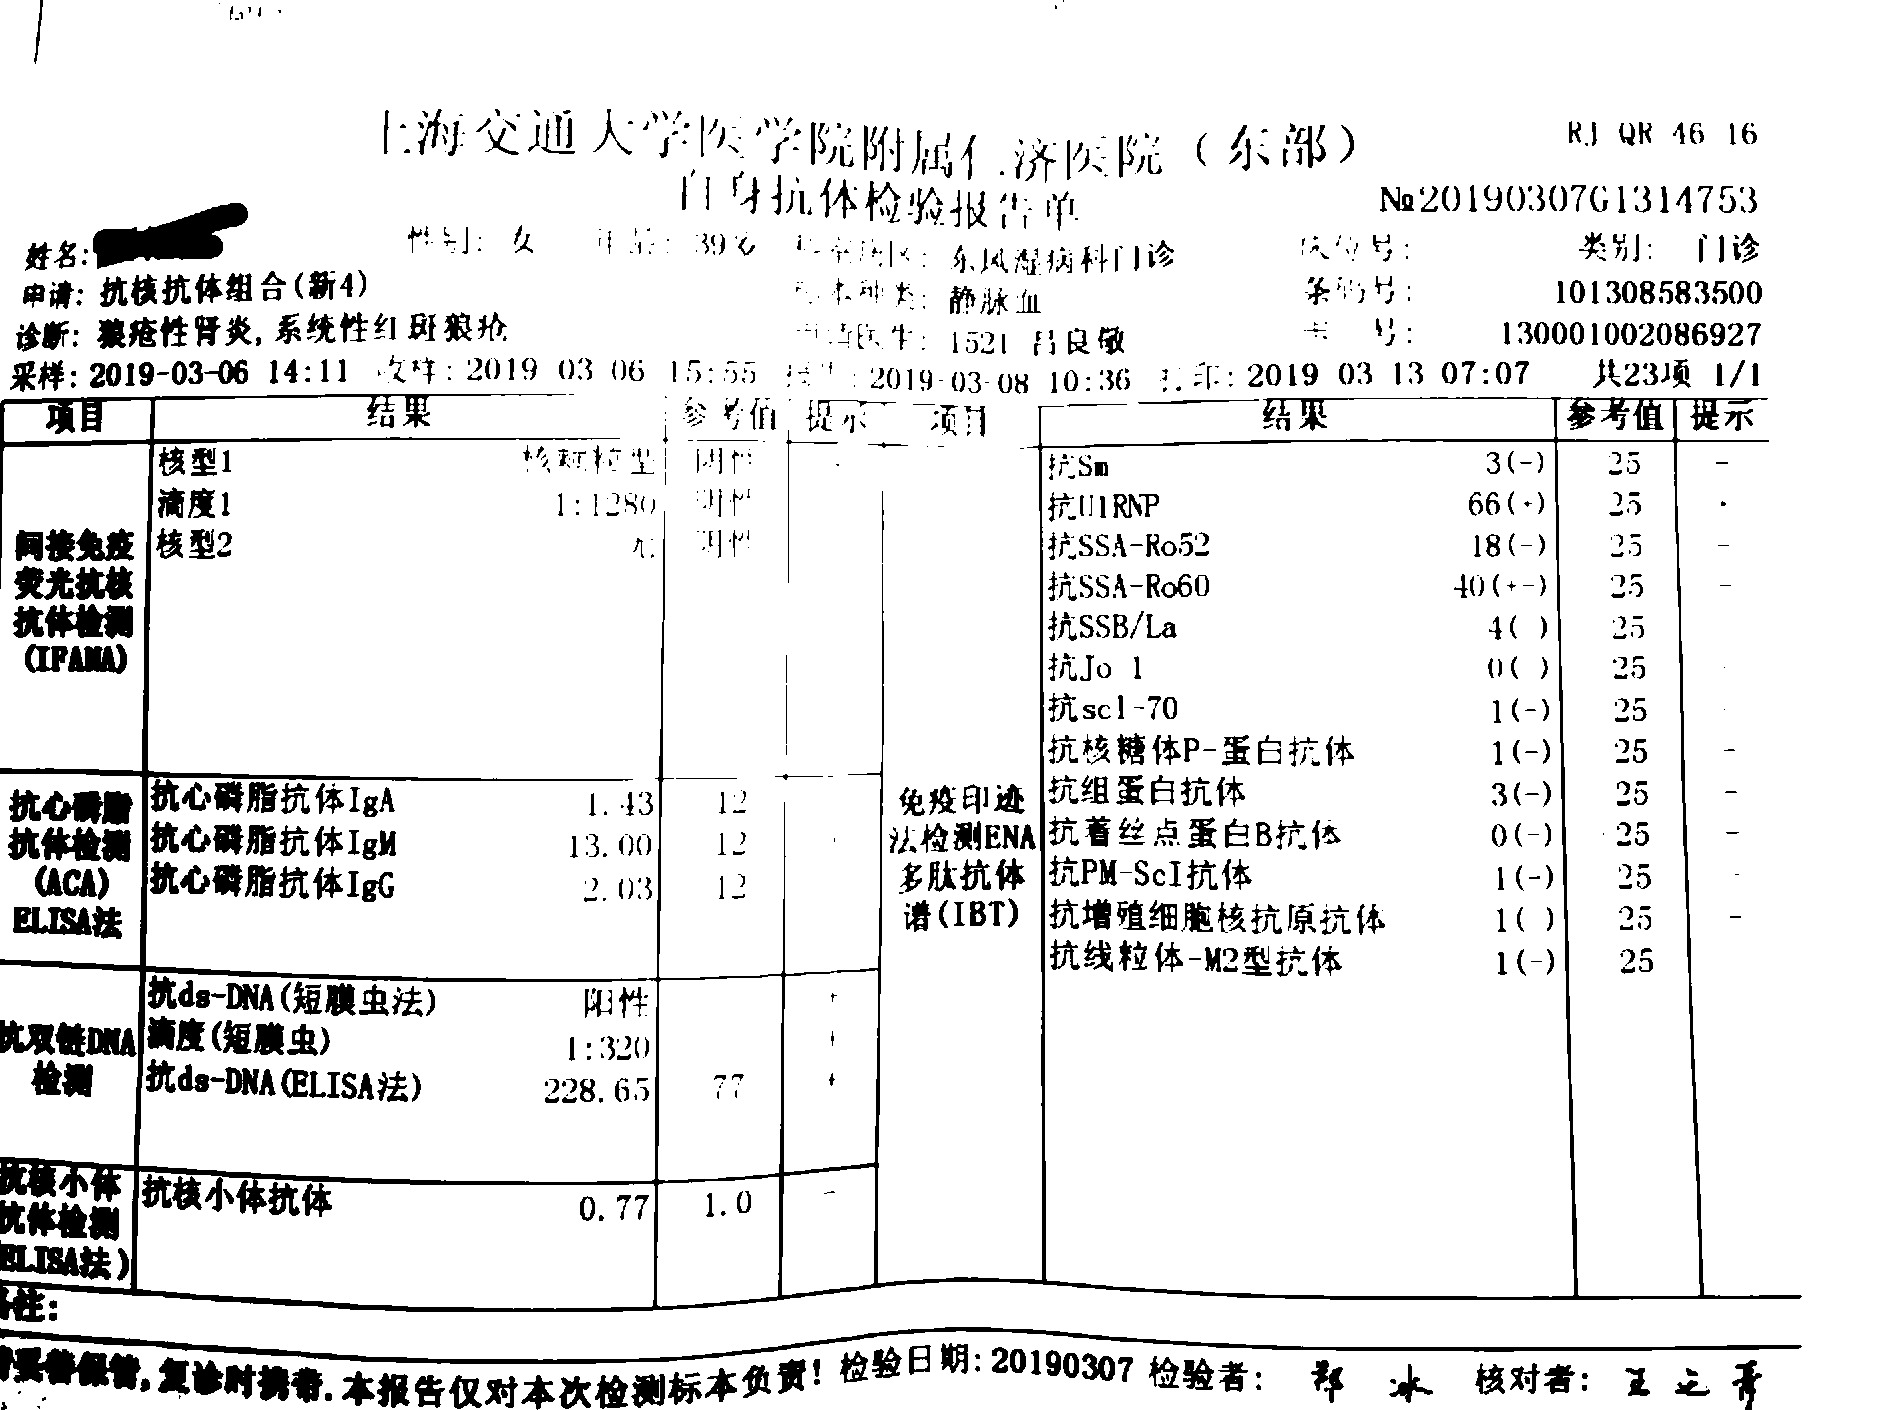 上海交通大学医学院附属仁济医院（东部）
RJ QR 46 16
自身抗体检验报告单
№20190307G1314753
姓名: 性别: 女 年龄: 39岁 东风湿病科门诊 床位号: 类别: 门诊
申请: 抗核抗体组合(新4) 标本种类: 静脉血 条码号: 101308583500
诊断: 狼疮性肾炎,系统性红斑狼疮 申请医生: 1521 吕良敏 卡 号: 130001002086927
采样: 2019-03-06 14:11 收样: 2019 03 06 15:55 2019-03-08 10:36 打印: 2019 03 13 07:07 共23项 1/1
项目 结果 参考值 提示 项目 结果 参考值 提示
间接免疫荧光抗核抗体检测(IFANA)
核型1 核颗粒型 阴性
滴度1 1:1280 阴性
核型2 阴性
抗心磷脂抗体检测(ACA)ELISA法
抗心磷脂抗体IgA 1.43 12
抗心磷脂抗体IgM 13.00 12
抗心磷脂抗体IgG 2.03 12
抗双链DNA检测
抗ds-DNA(短膜虫法) 阳性 +
滴度(短膜虫) 1:320
抗ds-DNA(ELISA法) 228.65 77 +
抗核小体抗体检测(ELISA法)
抗核小体抗体 0.77 1.0 -
免疫印迹法检测ENA多肽抗体谱(IBT)
抗Sm 3(-) 25 -
抗U1RNP 66(+) 25
抗SSA-Ro52 18(-) 25 -
抗SSA-Ro60 40(+-) 25 -
抗SSB/La 4( ) 25
抗Jo 1 0( ) 25
抗scl-70 1(-) 25
抗核糖体P-蛋白抗体 1(-) 25 -
抗组蛋白抗体 3(-) 25 -
抗着丝点蛋白B抗体 0(-) 25 -
抗PM-Scl抗体 1(-) 25 -
抗增殖细胞核抗原抗体 1( ) 25 -
抗线粒体-M2型抗体 1(-) 25
备注:
请妥善保管,复诊时携带.本报告仅对本次检测标本负责! 检验日期:20190307 检验者: 核对者: